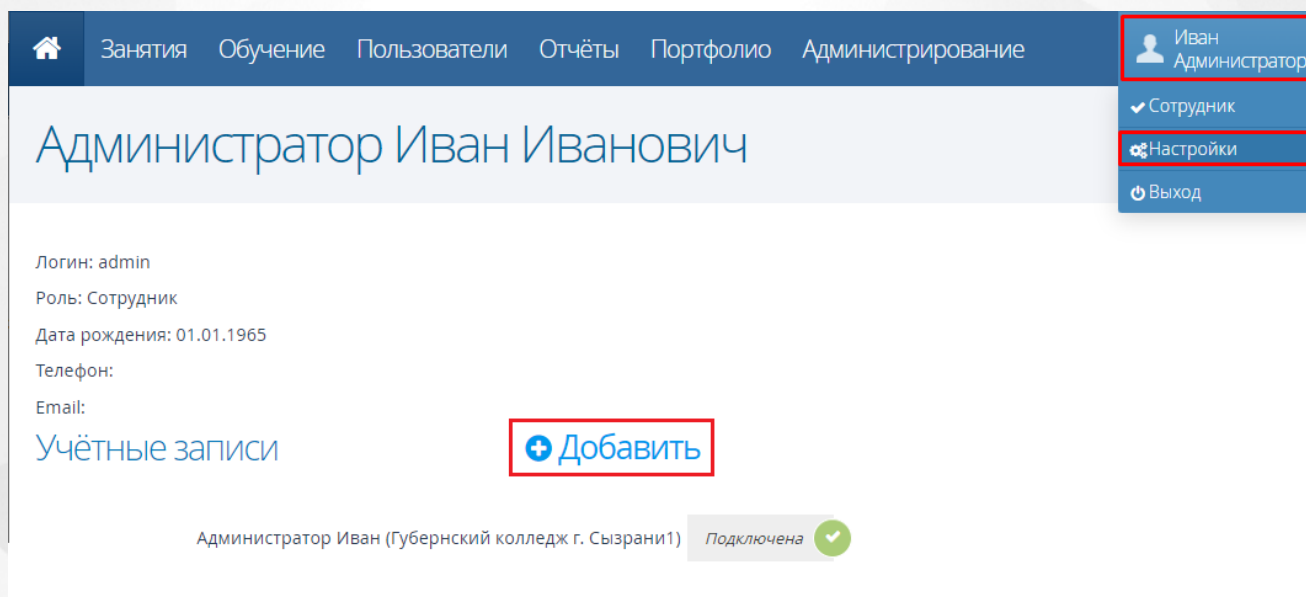 Занятия Обучение Пользователи Отчёты Портфолио Администрирование
Иван
Администратор
Сотрудник
Настройки
Выход
Администратор Иван Иванович
Логин: admin
Роль: Сотрудник
Дата рождения: 01.01.1965
Телефон:
Email:
Учётные записи Добавить
Администратор Иван (Губернский колледж г. Сызрани1) Подключена